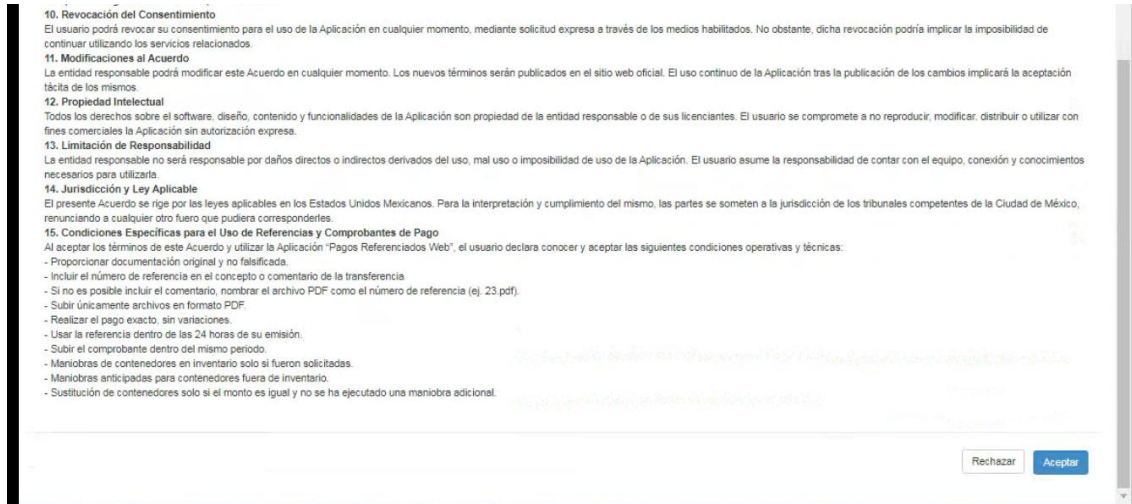 10. Revocación del Consentimiento
El usuario podrá revocar su consentimiento para el uso de la Aplicación en cualquier momento, mediante solicitud expresa a través de los medios habilitados. No obstante, dicha revocación podría implicar la imposibilidad de
continuar utilizando los servicios relacionados.
11. Modificaciones al Acuerdo
La entidad responsable podrá modificar este Acuerdo en cualquier momento. Los nuevos términos serán publicados en el sitio web oficial. El uso continuo de la Aplicación tras la publicación de los cambios implicará la aceptación
tácita de los mismos.
12. Propiedad Intelectual
Todos los derechos sobre el software, diseño, contenido y funcionalidades de la Aplicación son propiedad de la entidad responsable o de sus licenciantes. El usuario se compromete a no reproducir, modificar, distribuir o utilizar con
fines comerciales la Aplicación sin autorización expresa.
13. Limitación de Responsabilidad
La entidad responsable no será responsable por daños directos o indirectos derivados del uso, mal uso o imposibilidad de uso de la Aplicación. El usuario asume la responsabilidad de contar con el equipo, conexión y conocimientos
necesarios para utilizarla.
14. Jurisdicción y Ley Aplicable
El presente Acuerdo se rige por las leyes aplicables en los Estados Unidos Mexicanos. Para la interpretación y cumplimiento del mismo, las partes se someten a la jurisdicción de los tribunales competentes de la Ciudad de México,
renunciando a cualquier otro fuero que pudiera corresponderles.
15. Condiciones Específicas para el Uso de Referencias y Comprobantes de Pago
Al aceptar los términos de este Acuerdo y utilizar la Aplicación “Pagos Referenciados Web”, el usuario declara conocer y aceptar las siguientes condiciones operativas y técnicas:
- Proporcionar documentación original y no falsificada.
- Incluir el número de referencia en el concepto o comentario de la transferencia
- Si no es posible incluir el comentario, nombrar el archivo PDF como el número de referencia (ej. 23.pdf).
- Subir únicamente archivos en formato PDF.
- Realizar el pago exacto, sin variaciones.
- Usar la referencia dentro de las 24 horas de su emisión.
- Subir el comprobante dentro del mismo periodo.
- Maniobras de contenedores en inventario solo si fueron solicitadas.
- Maniobras anticipadas para contenedores fuera de inventario.
- Sustitución de contenedores solo si el monto es igual y no se ha ejecutado una maniobra adicional.
Rechazar Aceptar